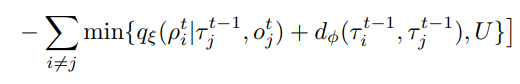 − ∑_{i≠j} min{q_ξ(ρ_i^t|τ_j^{t−1}, o_j^t) + d_ϕ(τ_i^{t−1}, τ_j^{t−1}), U}]